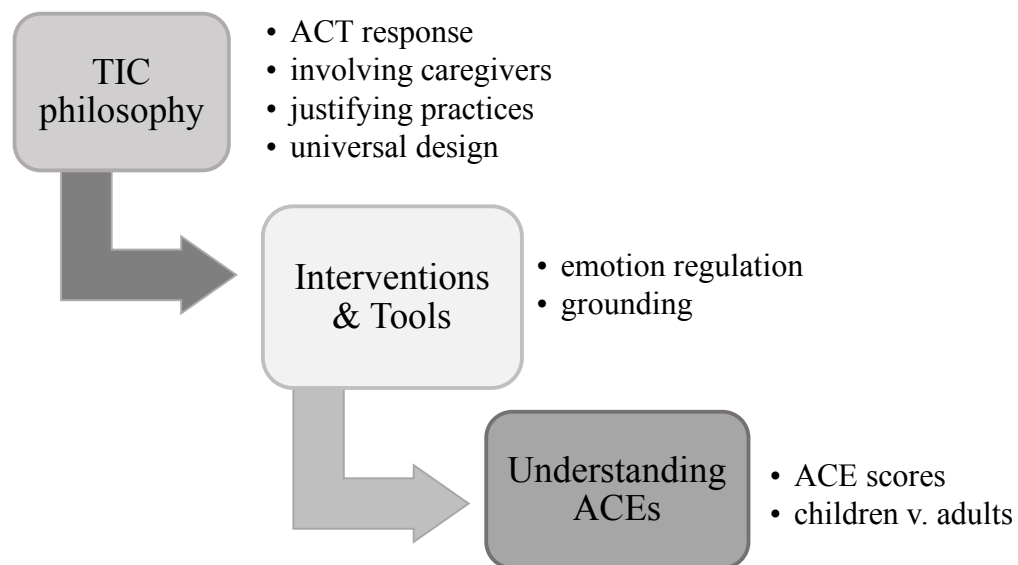 TIC
philosophy
• ACT response
• involving caregivers
• justifying practices
• universal design
Interventions
& Tools
• emotion regulation
• grounding
Understanding
ACEs
• ACE scores
• children v. adults